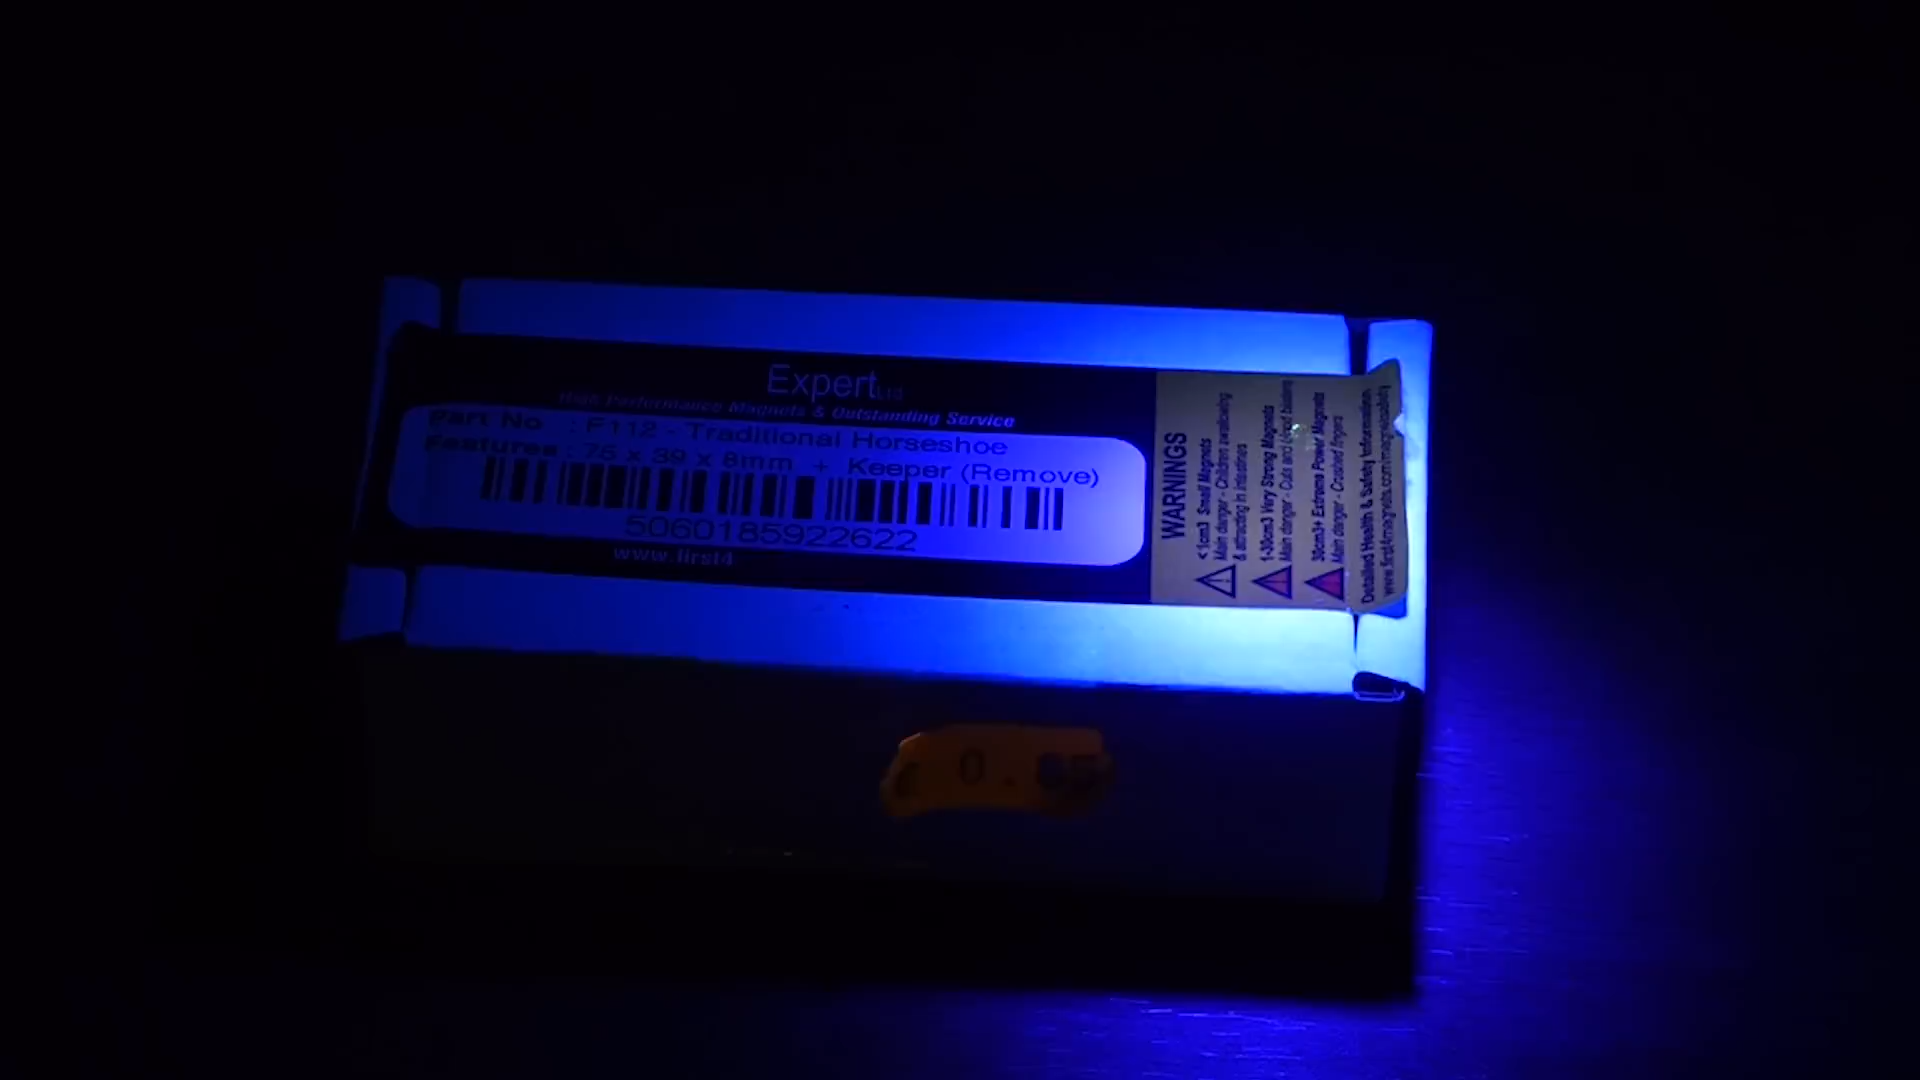 Expert Ltd
High Performance Magnets & Outstanding Service
Part No : F112 - Traditional Horseshoe
Features : 75 x 39 x 8mm + Keeper (Remove)
5060185922622
www.first4
WARNINGS
<1cm3 Small Magnets
Main danger - Children swallowing
& attracting in intestines
1-30cm3 Very Strong Magnets
Main danger - Cuts and blood blisters
30cm3+ Extreme Power Magnets
Main danger - Crushed fingers
Detailed Health & Safety Information
www.first4magnets.com/magnetsafety
0.